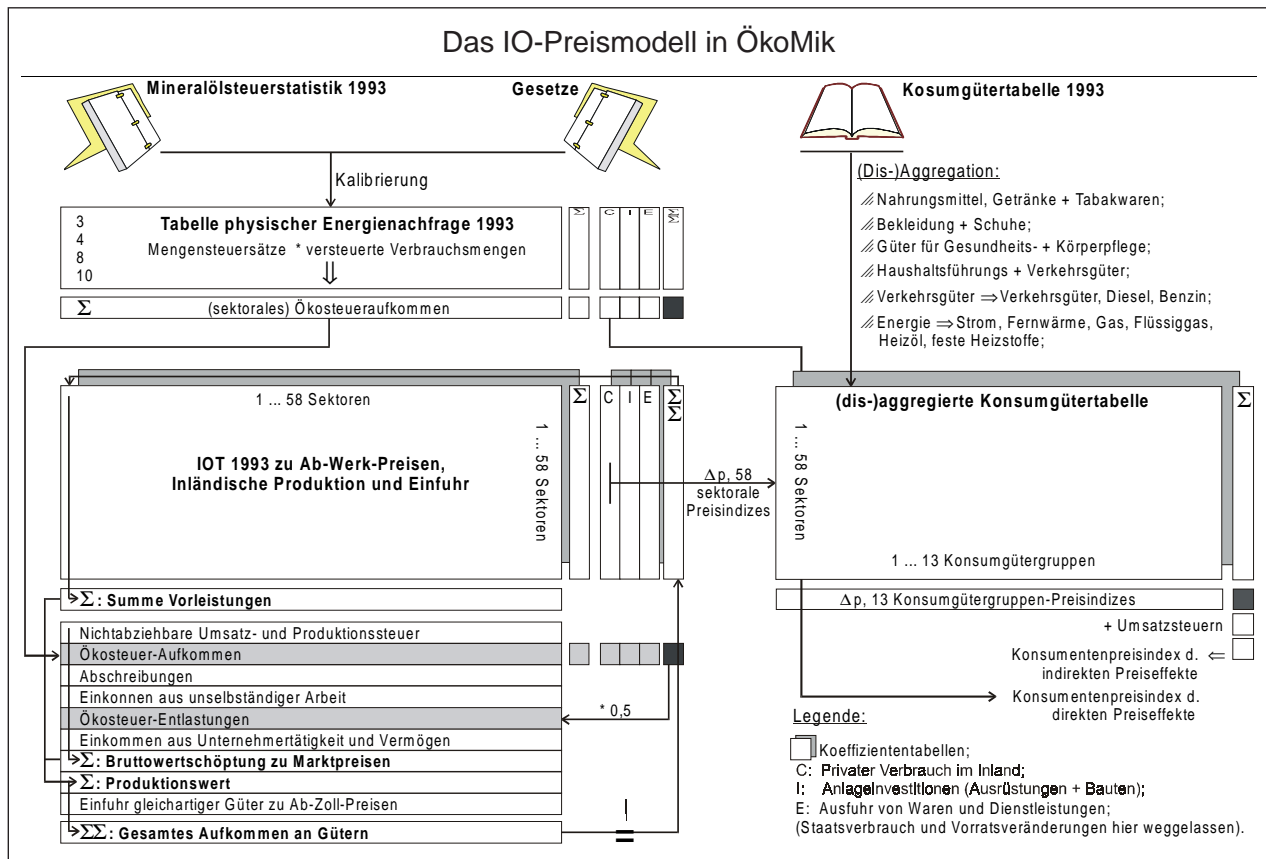 Das IO-Preismodell in ÖkoMik
Mineralölsteuerstatistik 1993
Gesetze
Kosumgütertabelle 1993
Kalibrierung
(Dis-)Aggregation:
Nahrungsmittel, Getränke + Tabakwaren;
Bekleidung + Schuhe;
Güter für Gesundheits- + Körperpflege;
Haushaltsführungs + Verkehrsgüter;
Verkehrsgüter ⇒ Verkehrsgüter, Diesel, Benzin;
Energie ⇒ Strom, Fernwärme, Gas, Flüssiggas,
Heizöl, feste Heizstoffe;
3
4
8
10
Tabelle physischer Energienachfrage 1993
Mengensteuersätze * versteuerte Verbrauchsmengen
⇓
Σ
C I E
ΣΣ
Σ (sektorales) Ökosteueraufkommen
1 ... 58 Sektoren
1 ... 58 Sektoren
IOT 1993 zu Ab-Werk-Preisen,
Inländische Produktion und Einfuhr
Σ
C I E
Σ
Σ
Δp, 58
sektorale
Preisindizes
(dis-)aggregierte Konsumgütertabelle
1 ... 58 Sektoren
1 ... 13 Konsumgütergruppen
Σ
Σ: Summe Vorleistungen
Nichtabziehbare Umsatz- und Produktionssteuer
Ökosteuer-Aufkommen
Abschreibungen
Einkonnen aus unselbständiger Arbeit
Ökosteuer-Entlastungen
Einkommen aus Unternehmertätigkeit und Vermögen
Σ: Bruttowertschöptung zu Marktpreisen
Σ: Produktionswert
Einfuhr gleichartiger Güter zu Ab-Zoll-Preisen
ΣΣ: Gesamtes Aufkommen an Gütern
* 0,5
=
Δp, 13 Konsumgütergruppen-Preisindizes
+ Umsatzsteuern
Konsumentenpreisindex d. ⇐
indirekten Preiseffekte
Konsumentenpreisindex d.
direkten Preiseffekte
Legende:
Koeffiziententabellen;
C: Privater Verbrauch im Inland;
I: Anlageinvestitionen (Ausrüstungen + Bauten);
E: Ausfuhr von Waren und Dienstleistungen;
(Staatsverbrauch und Vorratsveränderungen hier weggelassen).